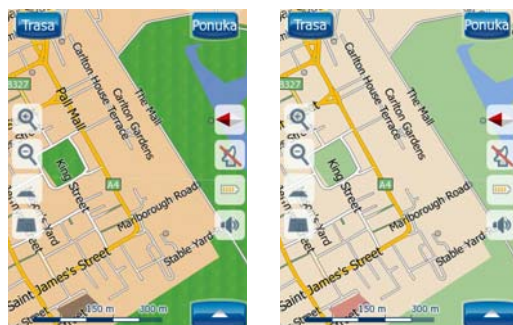 Trasa
Ponuka
Carlton House Terrace
Carlton Gardens
The Mall
B327
Pall Mall
King Street
A4
Marlborough Road
Stable Yard
Saint James's Street
150 m
300 m
Trasa
Ponuka
Carlton House Terrace
Carlton Gardens
The Mall
327
Pall Mall
King Street
A4
Marlborough Road
Stable Yard
Saint James's Street
150 m
300 m